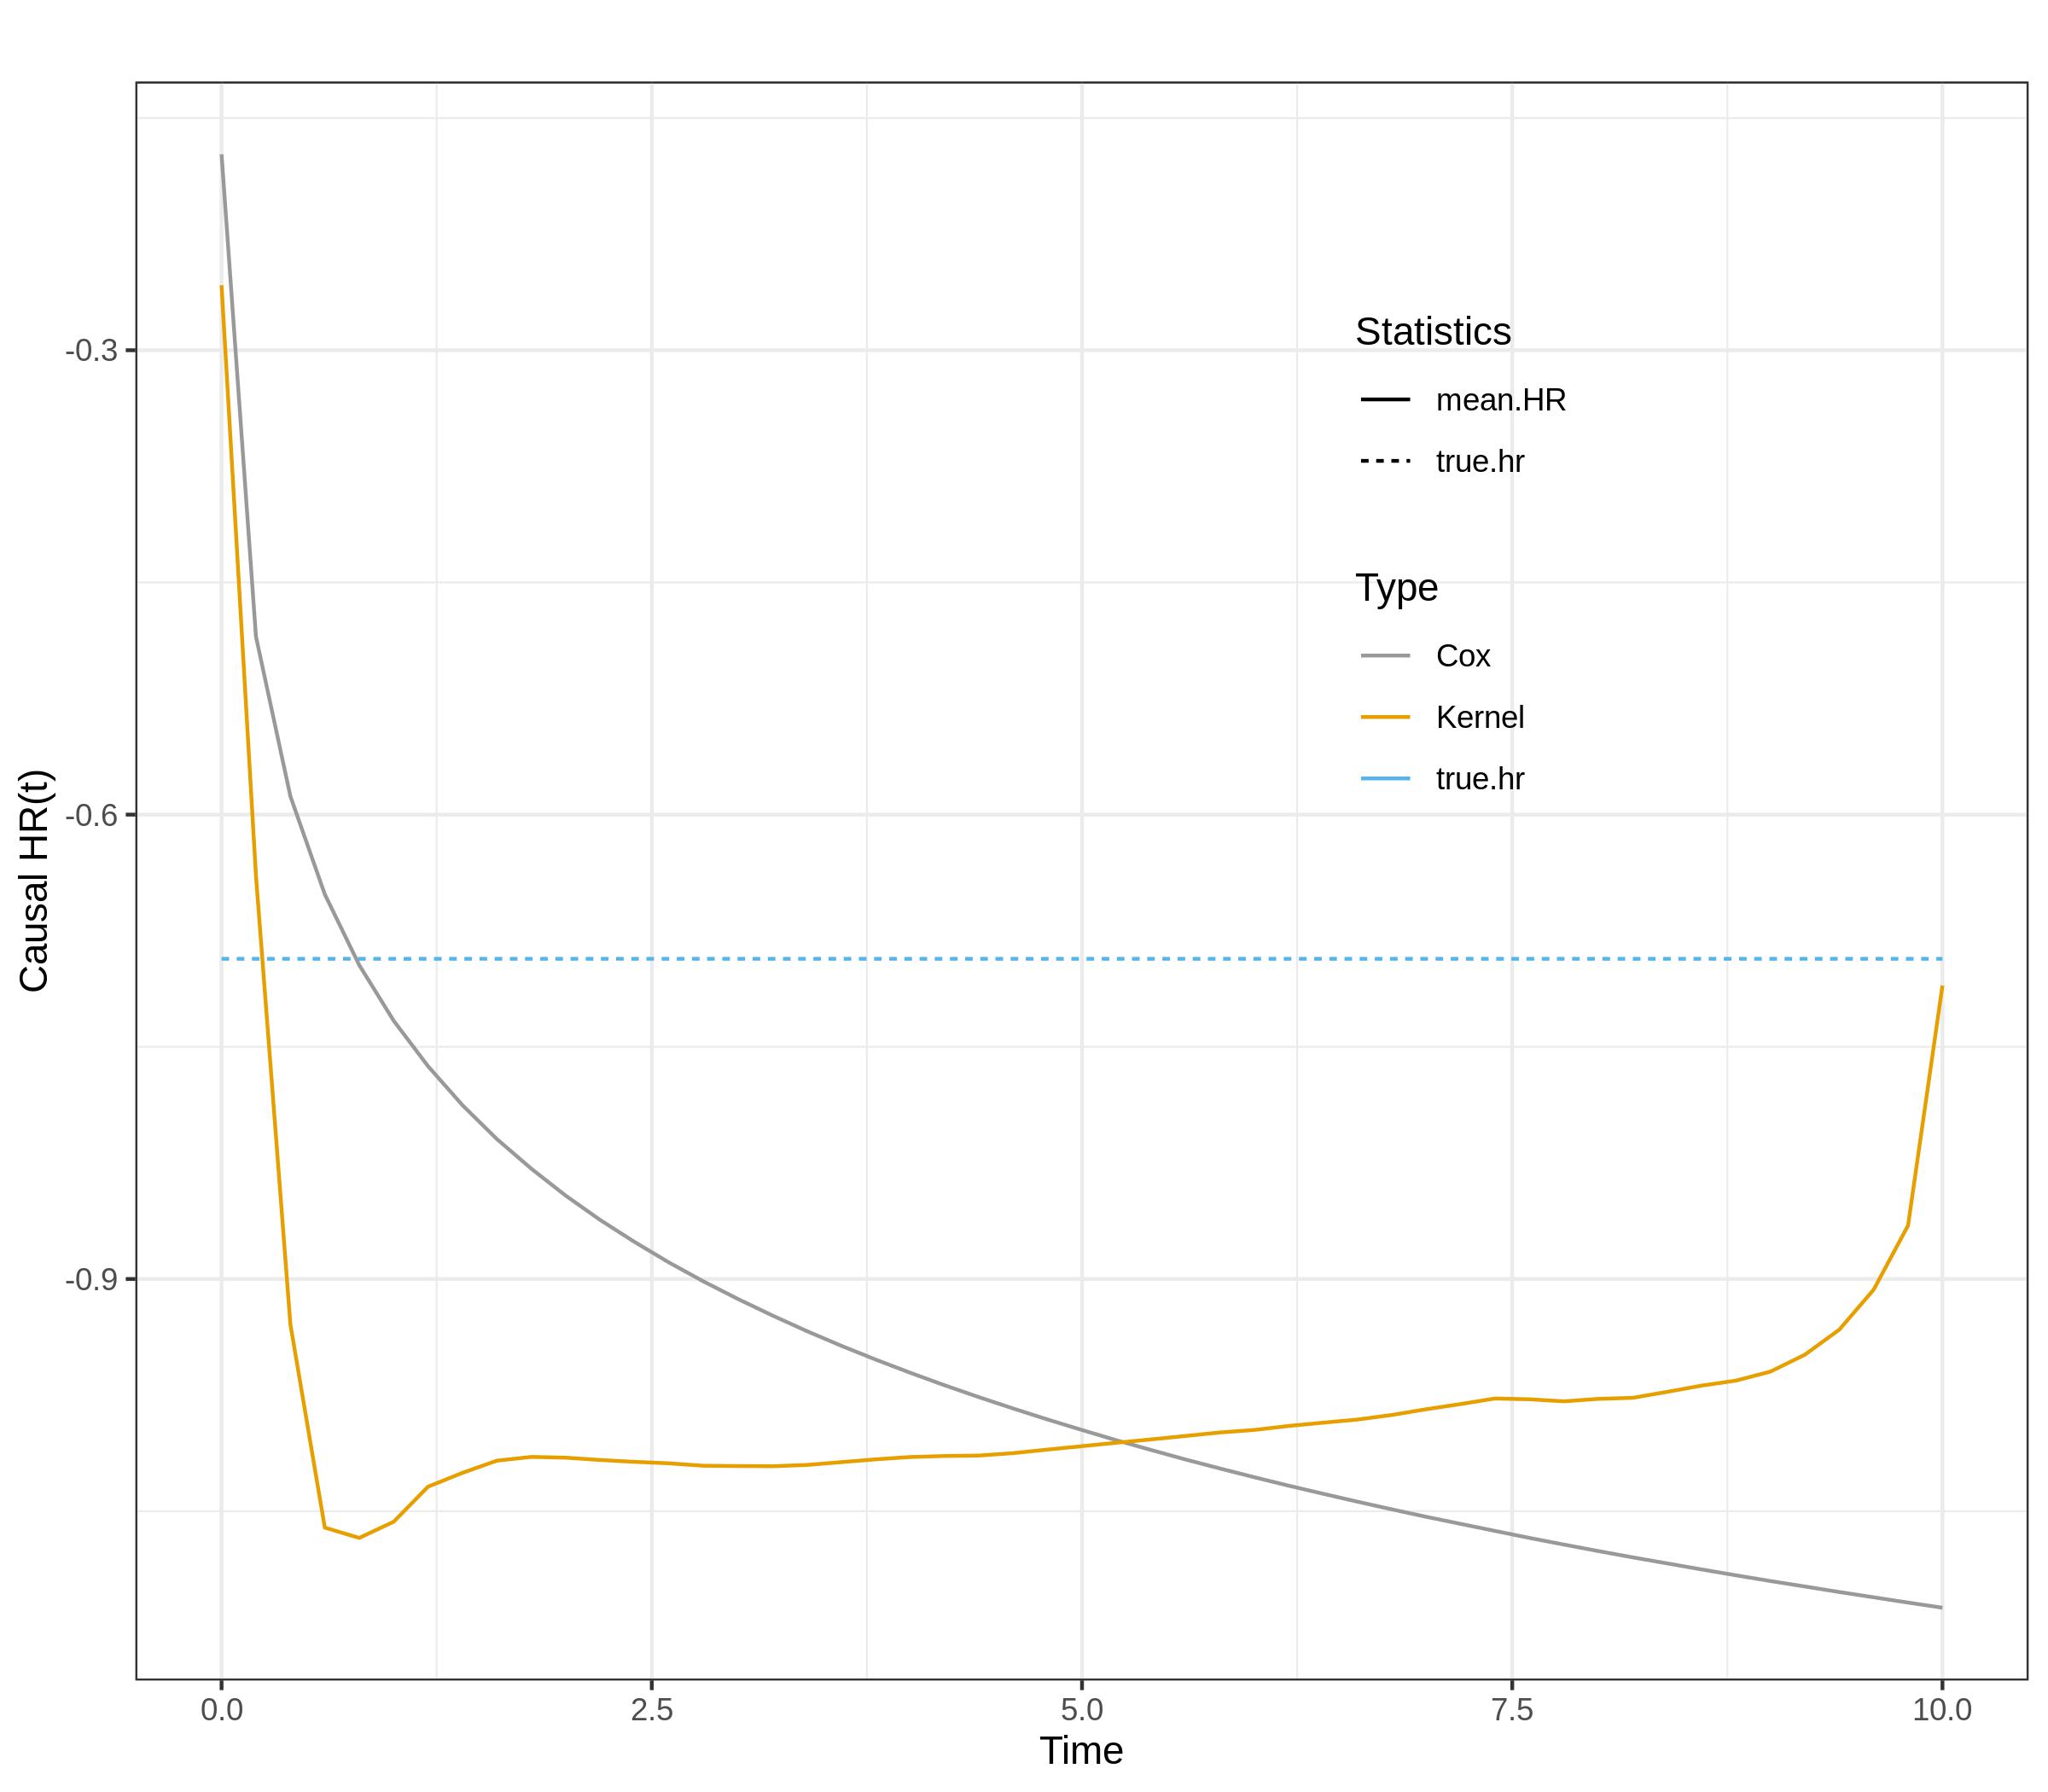 Causal HR(t)
-0.3
-0.6
-0.9
Statistics
mean.HR
true.hr
Type
Cox
Kernel
true.hr
0.0 2.5 5.0 7.5 10.0
Time